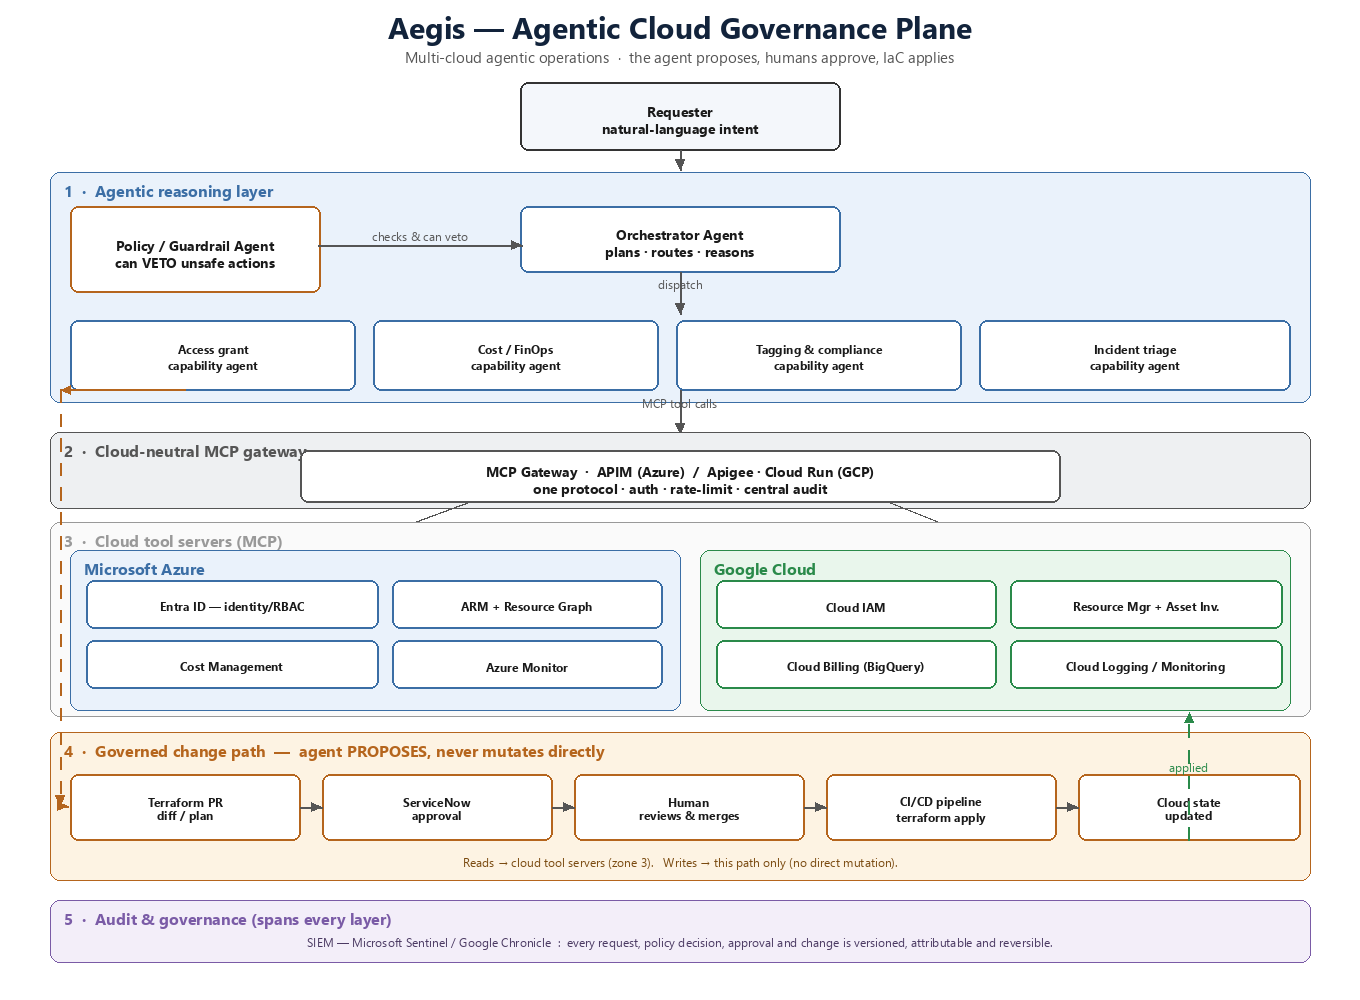 Aegis — Agentic Cloud Governance Plane
Multi-cloud agentic operations · the agent proposes, humans approve, IaC applies
Requester
natural-language intent
1 · Agentic reasoning layer
Policy / Guardrail Agent
can VETO unsafe actions
checks & can veto
Orchestrator Agent
plans · routes · reasons
dispatch
Access grant
capability agent
Cost / FinOps
capability agent
Tagging & compliance
capability agent
Incident triage
capability agent
MCP tool calls
2 · Cloud-neutral MCP gateway
MCP Gateway · APIM (Azure) / Apigee · Cloud Run (GCP)
one protocol · auth · rate-limit · central audit
3 · Cloud tool servers (MCP)
Microsoft Azure
Entra ID — identity/RBAC
ARM + Resource Graph
Cost Management
Azure Monitor
Google Cloud
Cloud IAM
Resource Mgr + Asset Inv.
Cloud Billing (BigQuery)
Cloud Logging / Monitoring
4 · Governed change path — agent PROPOSES, never mutates directly
applied
Terraform PR
diff / plan
ServiceNow
approval
Human
reviews & merges
CI/CD pipeline
terraform apply
Cloud state
updated
Reads → cloud tool servers (zone 3). Writes → this path only (no direct mutation).
5 · Audit & governance (spans every layer)
SIEM — Microsoft Sentinel / Google Chronicle : every request, policy decision, approval and change is versioned, attributable and reversible.